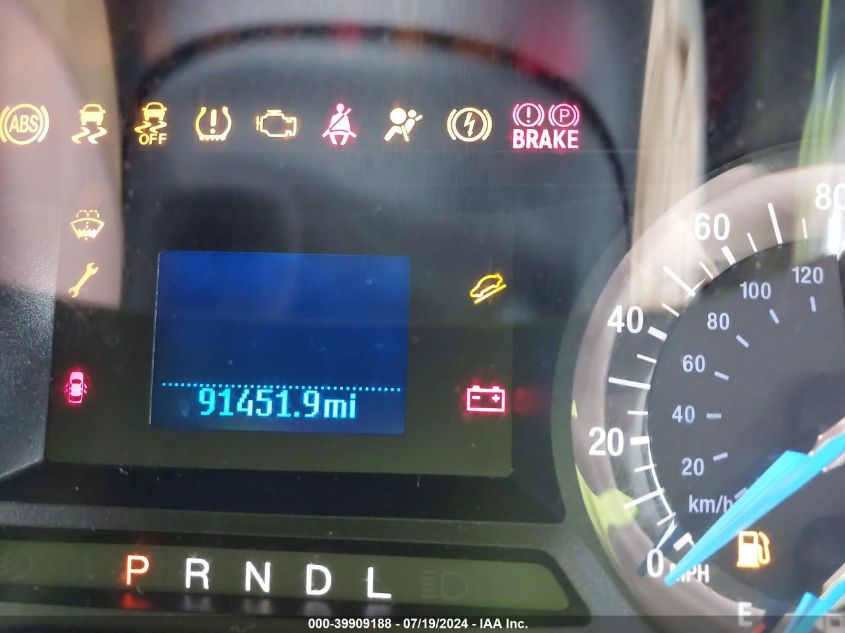 ABS
OFF
! P
BRAKE
80
60
120
100
40
80
60
91451.9mi
40
20
20
km/h
0 MPH
P R N D L
E
000-39909188 - 07/19/2024 - IAA Inc.